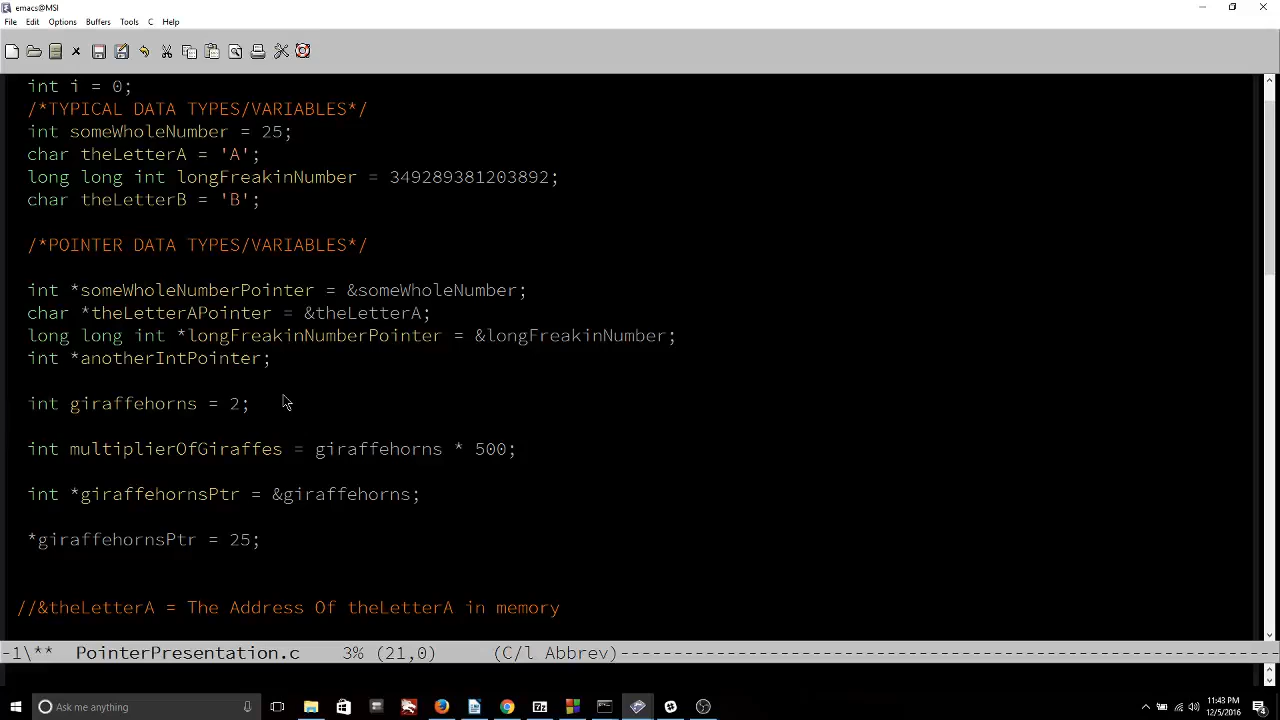 emacs@MSI
File Edit Options Buffers Tools C Help
int i = 0;
/*TYPICAL DATA TYPES/VARIABLES*/
int someWholeNumber = 25;
char theLetterA = 'A';
long long int longFreakinNumber = 349289381203892;
char theLetterB = 'B';
/*POINTER DATA TYPES/VARIABLES*/
int *someWholeNumberPointer = &someWholeNumber;
char *theLetterAPointer = &theLetterA;
long long int *longFreakinNumberPointer = &longFreakinNumber;
int *anotherIntPointer;
int giraffehorns = 2;
int multiplierOfGiraffes = giraffehorns * 500;
int *giraffehornsPtr = &giraffehorns;
*giraffehornsPtr = 25;
//&theLetterA = The Address Of theLetterA in memory
-1\** PointerPresentation.c 3% (21,0) (C/l Abbrev)
Ask me anything
11:43 PM
12/5/2016